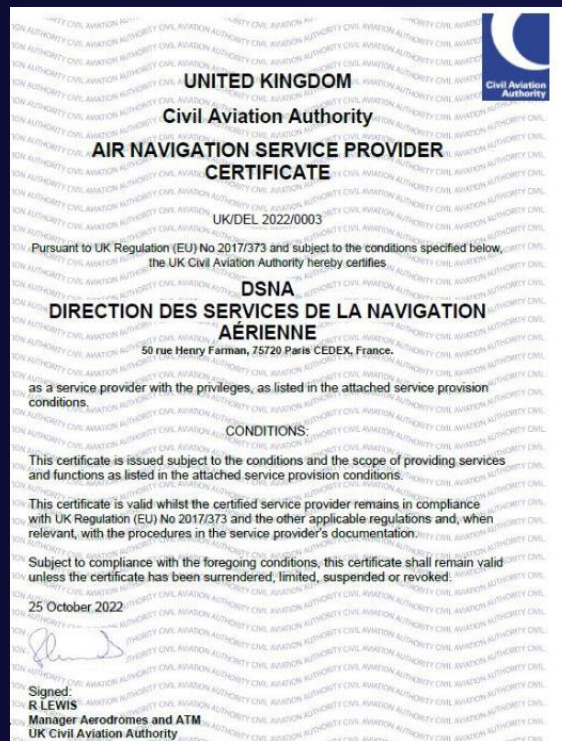 Civil Aviation
Authority
UNITED KINGDOM
Civil Aviation Authority
AIR NAVIGATION SERVICE PROVIDER
CERTIFICATE
UK/DEL 2022/0003
Pursuant to UK Regulation (EU) No 2017/373 and subject to the conditions specified below,
the UK Civil Aviation Authority hereby certifies
DSNA
DIRECTION DES SERVICES DE LA NAVIGATION
AÉRIENNE
50 rue Henry Farman, 75720 Paris CEDEX, France.
as a service provider with the privileges, as listed in the attached service provision
conditions.
CONDITIONS:
This certificate is issued subject to the conditions and the scope of providing services
and functions as listed in the attached service provision conditions.
This certificate is valid whilst the certified service provider remains in compliance
with UK Regulation (EU) No 2017/373 and the other applicable regulations and, when
relevant, with the procedures in the service provider's documentation.
Subject to compliance with the foregoing conditions, this certificate shall remain valid
unless the certificate has been surrendered, limited, suspended or revoked.
25 October 2022
Signed:
R LEWIS
Manager Aerodromes and ATM
UK Civil Aviation Authority